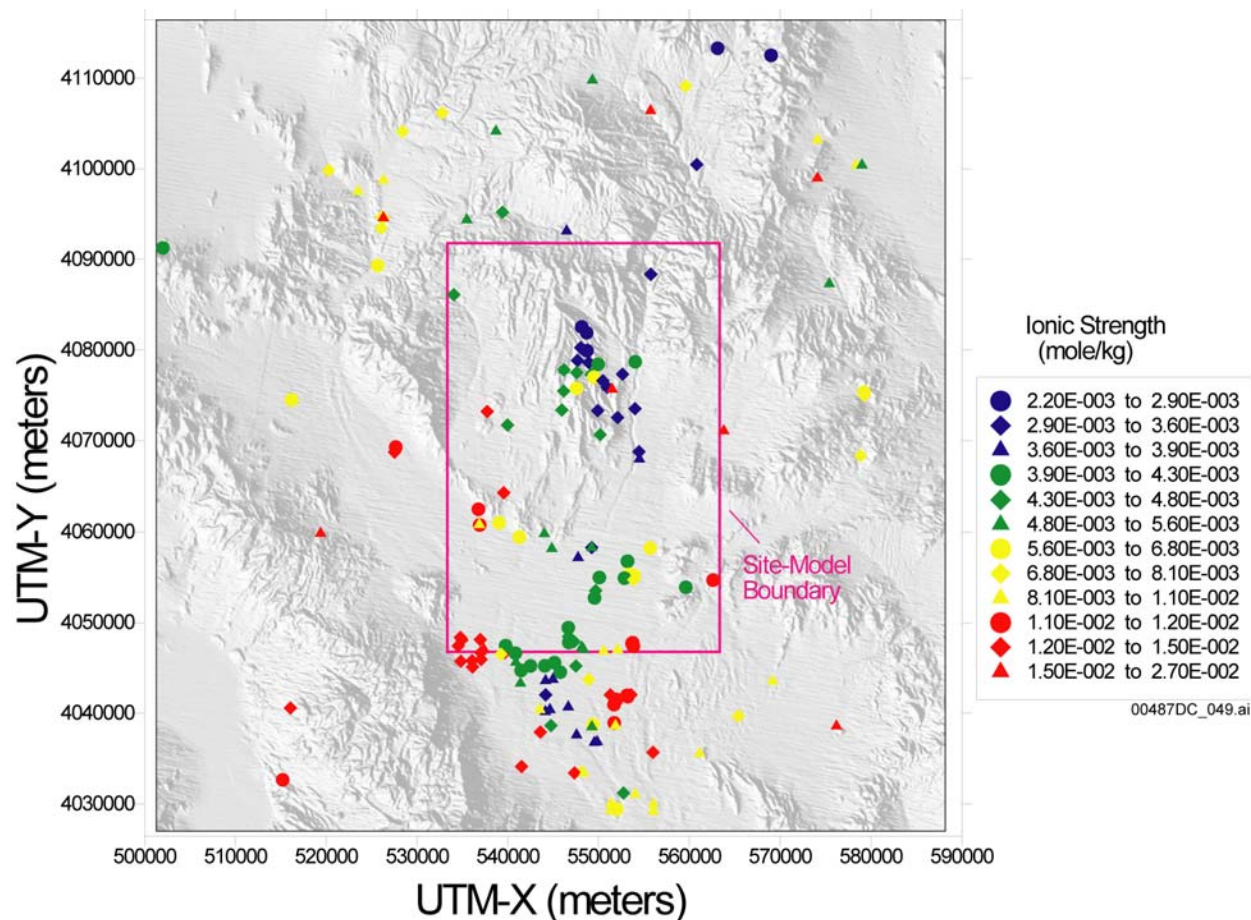 4110000
4100000
4090000
4080000
4070000
4060000
4050000
4040000
4030000
UTM-Y (meters)
500000 510000 520000 530000 540000 550000 560000 570000 580000 590000
UTM-X (meters)
Site-Model
Boundary
Ionic Strength
(mole/kg)
2.20E-003 to 2.90E-003
2.90E-003 to 3.60E-003
3.60E-003 to 3.90E-003
3.90E-003 to 4.30E-003
4.30E-003 to 4.80E-003
4.80E-003 to 5.60E-003
5.60E-003 to 6.80E-003
6.80E-003 to 8.10E-003
8.10E-003 to 1.10E-002
1.10E-002 to 1.20E-002
1.20E-002 to 1.50E-002
1.50E-002 to 2.70E-002
00487DC_049.ai